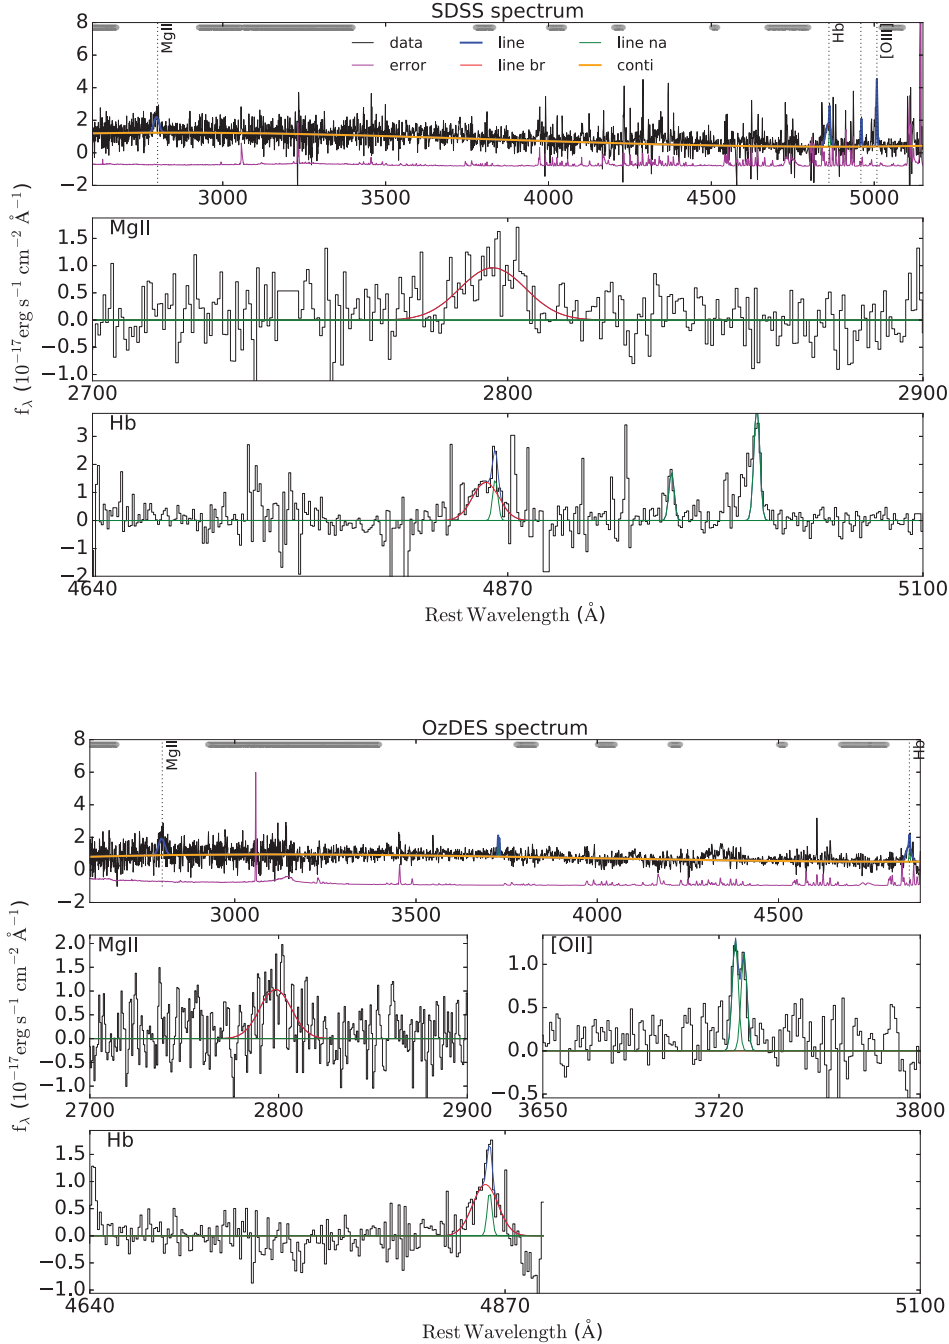 SDSS spectrum
8
6
4
2
0
−2
MgII
Hb
[OIII]
data
line
line na
error
line br
conti
3000
3500
4000
4500
5000
MgII
1.5
1.0
0.5
0.0
−0.5
−1.0
2700
2800
2900
f_λ (10⁻¹⁷erg s⁻¹ cm⁻² Å⁻¹)
Hb
3
2
1
0
−1
−2
4640
4870
5100
Rest Wavelength (Å)
OzDES spectrum
8
6
4
2
0
−2
MgII
Hb
3000
3500
4000
4500
MgII
2.0
1.5
1.0
0.5
0.0
−0.5
−1.0
2700
2800
2900
[OII]
1.0
0.5
0.0
−0.5
3650
3720
3800
f_λ (10⁻¹⁷erg s⁻¹ cm⁻² Å⁻¹)
Hb
1.5
1.0
0.5
0.0
−0.5
−1.0
4640
4870
5100
Rest Wavelength (Å)